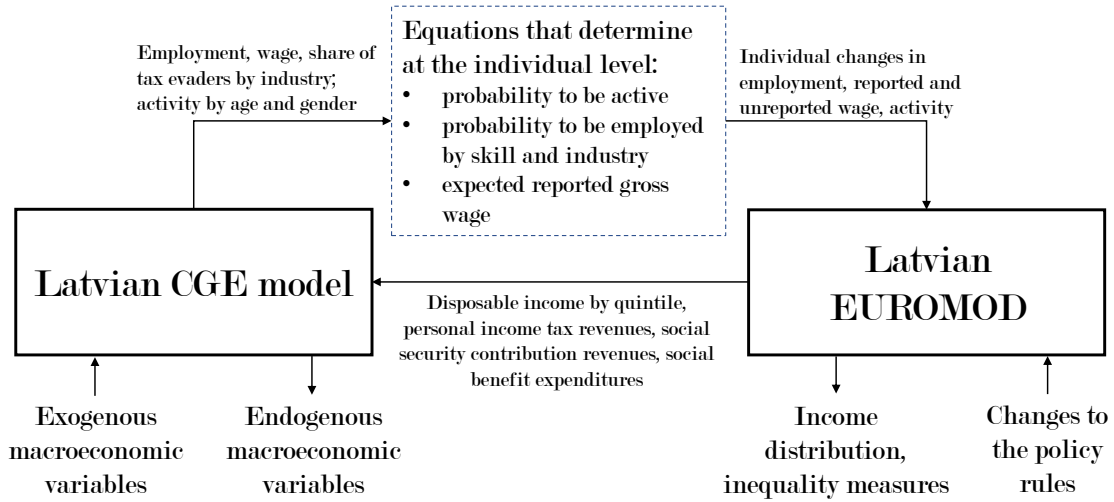 Employment, wage, share of
tax evaders by industry;
activity by age and gender
Equations that determine
at the individual level:
• probability to be active
• probability to be employed
by skill and industry
• expected reported gross
wage
Individual changes in
employment, reported and
unreported wage, activity
Latvian CGE model
Latvian
EUROMOD
Disposable income by quintile,
personal income tax revenues, social
security contribution revenues, social
benefit expenditures
Exogenous
macroeconomic
variables
Endogenous
macroeconomic
variables
Income
distribution,
inequality measures
Changes to
the policy
rules